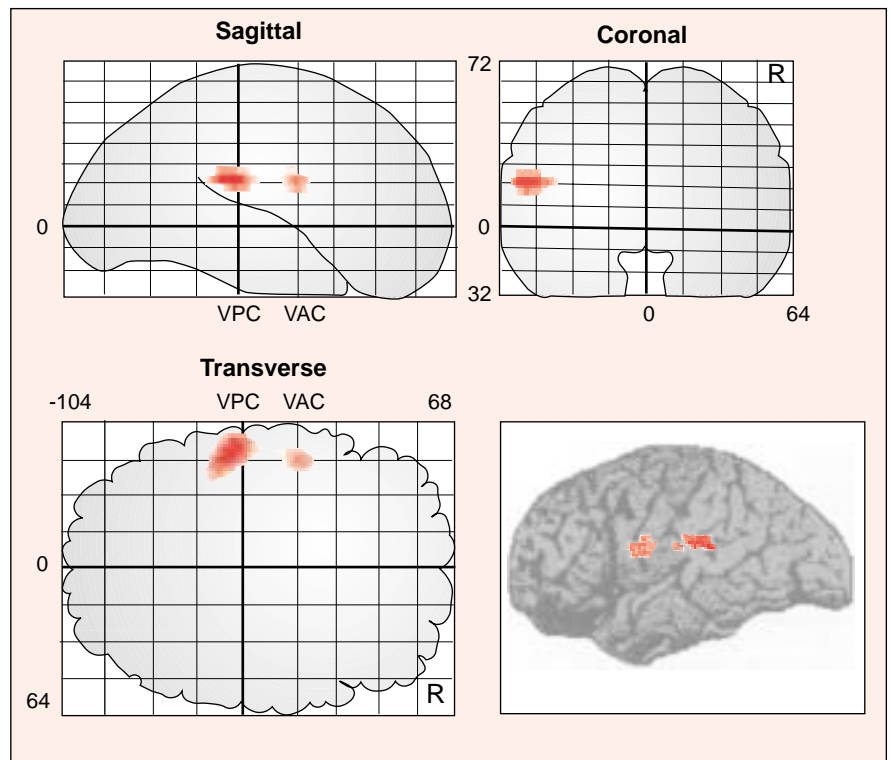 Sagittal
Coronal
72
R
0
0
32
VPC VAC
0
64
Transverse
-104
VPC VAC
68
0
R
64